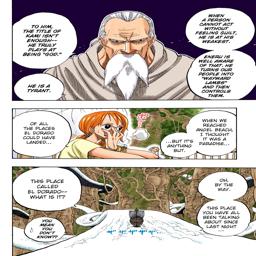 WHEN
A PERSON
CANNOT ACT
WITHOUT
FEELING GUILT,
HE IS AT HIS
WEAKEST.
ENERU IS WELL
AWARE OF THAT. HE
TURNS OUR
PEOPLE INTO
"WAYWARD
LAMBS"
AND THEN
CONTROLS
THEM.
TO HIM,
THE TITLE OF
KAMI ISN'T
ENOUGH.
HE TRULY
PLAYS AT
BEING "GOD."
HE IS A
TYRANT.
WHEN WE
REACHED
ANGEL BEACH,
I THOUGHT
IT WAS A
PARADISE...
...BUT IT'S
ANYTHING
BUT.
OF ALL
THE PLACES
EL DORADO
COULD HAVE
LANDED...
OH,
BY THE
WAY.
THIS PLACE
YOU HAVE ALL
BEEN TALKING
ABOUT SINCE
LAST NIGHT
THIS PLACE
CALLED
EL DORADO--
WHAT IS IT?
YOU
MEAN
YOU
DON'T
KNOW??